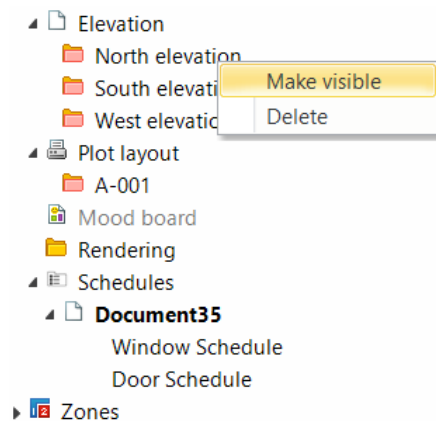 Elevation
North elevation
Make visible
South elevati
Delete
West elevatio
Plot layout
A-001
Mood board
Rendering
Schedules
Document35
Window Schedule
Door Schedule
Zones